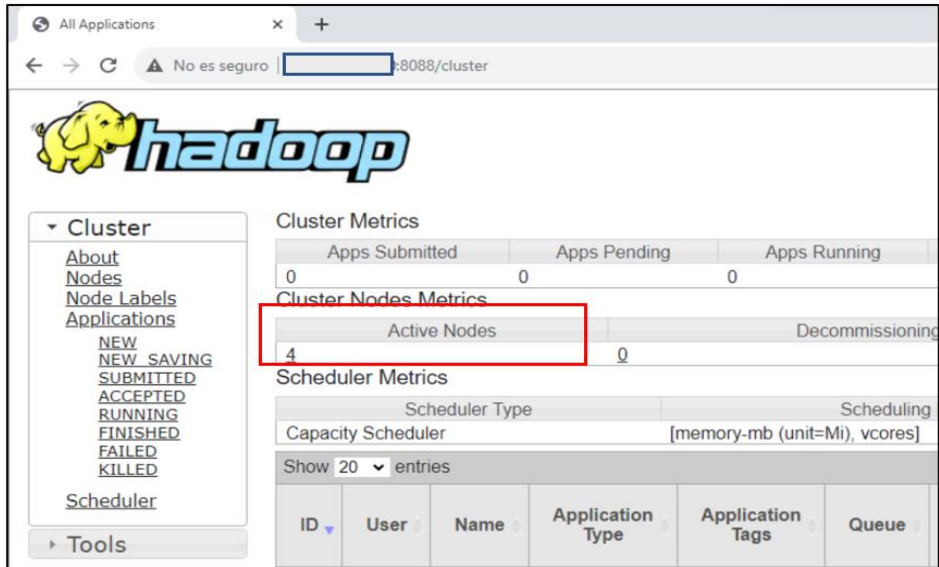 All Applications
No es seguro :8088/cluster
hadoop
Cluster
About
Nodes
Node Labels
Applications
NEW
NEW_SAVING
SUBMITTED
ACCEPTED
RUNNING
FINISHED
FAILED
KILLED
Scheduler
Tools
Cluster Metrics
Apps Submitted Apps Pending Apps Running
0 0 0
Cluster Nodes Metrics
Active Nodes Decommissioning
4 0
Scheduler Metrics
Scheduler Type Scheduling
Capacity Scheduler [memory-mb (unit=Mi), vcores]
Show 20 entries
ID User Name Application Type Application Tags Queue